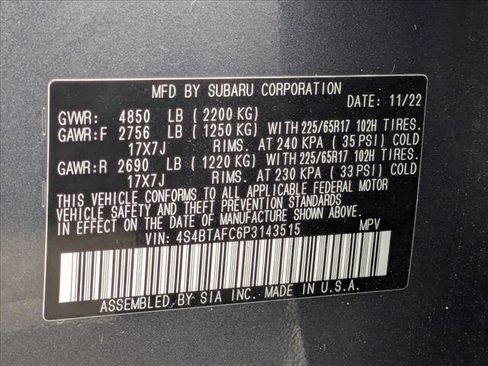 MFD BY SUBARU CORPORATION
DATE: 11/22
GVWR: 4850 LB (2200 KG)
GAWR:F 2756 LB (1250 KG) WITH 225/65R17 102H TIRES.
17X7J RIMS. AT 240 KPA (35 PSI) COLD
GAWR:R 2690 LB (1220 KG) WITH 225/65R17 102H TIRES.
17X7J RIMS. AT 230 KPA (33 PSI) COLD
THIS VEHICLE CONFORMS TO ALL APPLICABLE FEDERAL MOTOR
VEHICLE SAFETY AND THEFT PREVENTION STANDARDS
IN EFFECT ON THE DATE OF MANUFACTURE SHOWN ABOVE.
VIN: 4S4BTAFC6P3143515 MPV
ASSEMBLED BY SIA INC. MADE IN U.S.A.